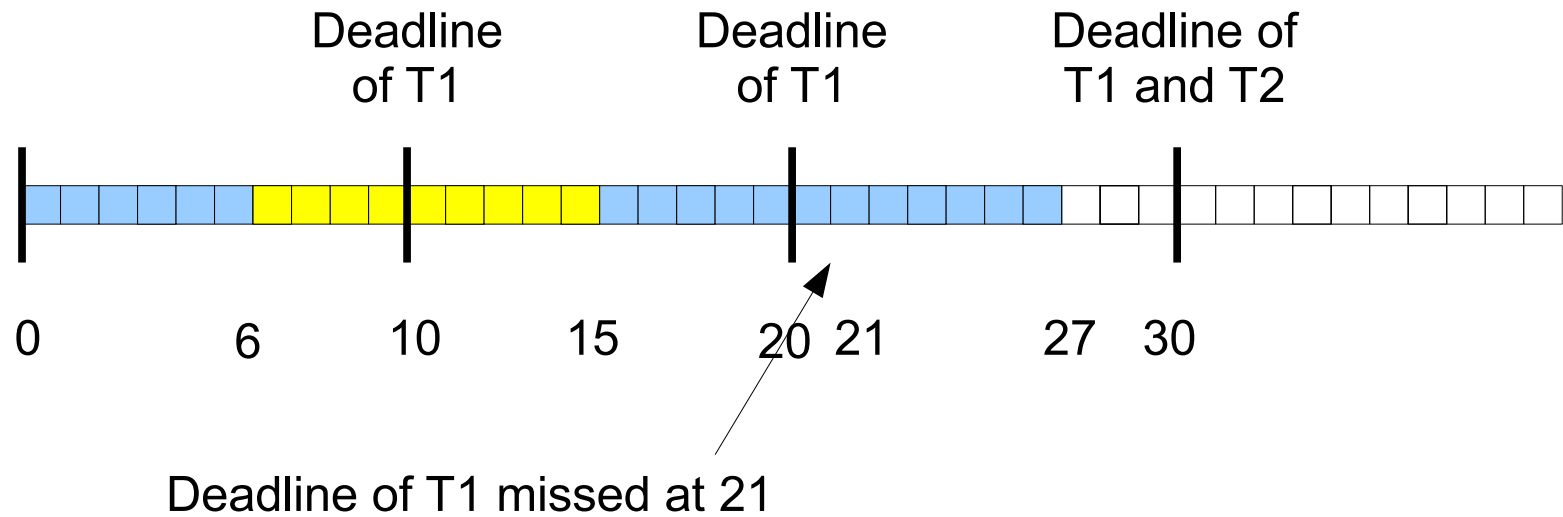 Deadline
of T1
Deadline
of T1
Deadline of
T1 and T2
0
6
10
15
20
21
27
30
Deadline of T1 missed at 21